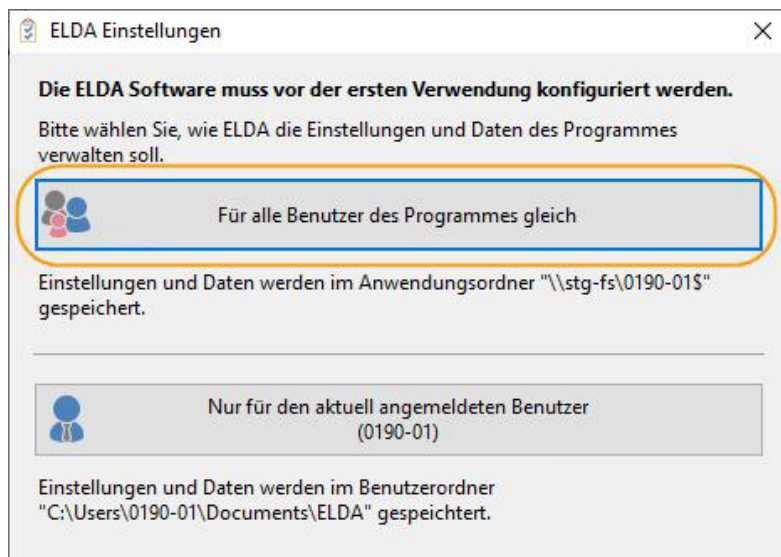 ELDA Einstellungen
Die ELDA Software muss vor der ersten Verwendung konfiguriert werden.
Bitte wählen Sie, wie ELDA die Einstellungen und Daten des Programmes
verwalten soll.
Für alle Benutzer des Programmes gleich
Einstellungen und Daten werden im Anwendungsordner "\\stg-fs\0190-01$"
gespeichert.
Nur für den aktuell angemeldeten Benutzer
(0190-01)
Einstellungen und Daten werden im Benutzerordner
"C:\Users\0190-01\Documents\ELDA" gespeichtert.